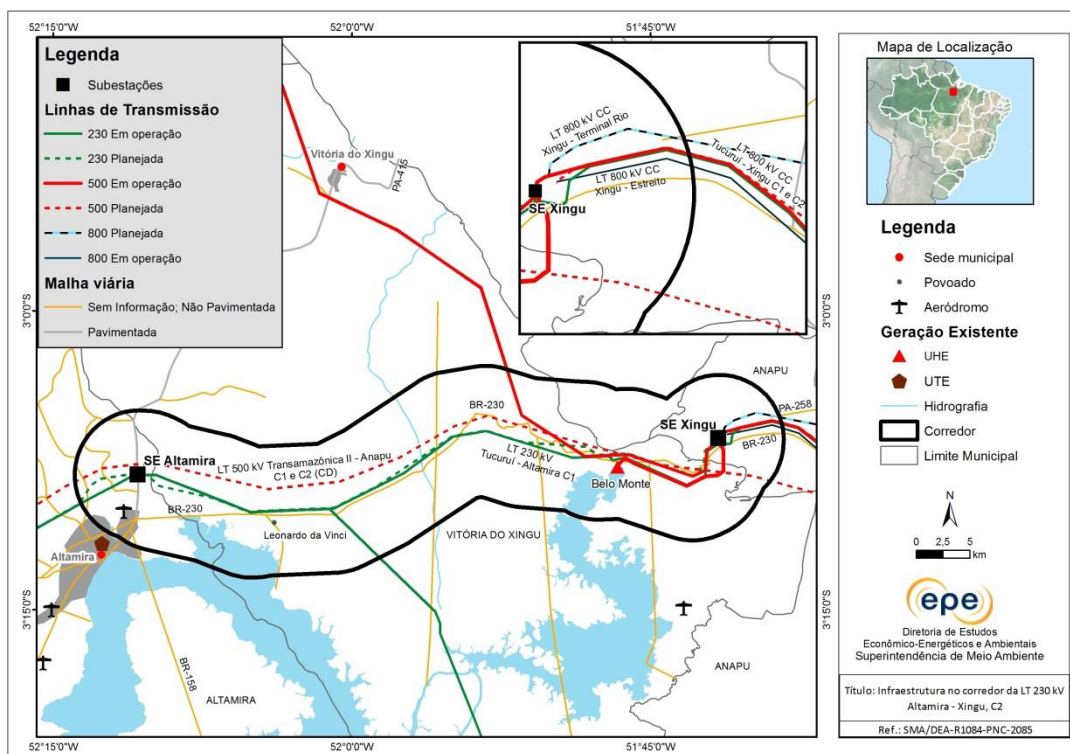 52°15'0"W
52°0'0"W
51°45'0"W
Legenda
Subestações
Linhas de Transmissão
230 Em operação
230 Planejada
500 Em operação
500 Planejada
800 Planejada
800 Em operação
Malha viária
Sem Informação; Não Pavimentada
Pavimentada
Vitória do Xingu
PA-415
LT 800 kV CC
Xingu - Terminal Rio
LT 800 kV CC
Tucuruí - Xingu C1 e C2
LT 800 kV CC
Xingu - Estreito
SE Xingu
3°0'0"S
3°0'0"S
ANAPU
PA-258
BR-230
SE Xingu
BR-230
SE Altamira
LT 500 kV Transamazônica II - Anapu
C1 e C2 (CD)
LT 230 kV
Tucuruí - Altamira C1
Belo Monte
BR-230
Leonardo da Vinci
VITÓRIA DO XINGU
Altamira
3°15'0"S
3°15'0"S
BR-158
ALTAMIRA
ANAPU
52°15'0"W
52°0'0"W
51°45'0"W
Mapa de Localização
Legenda
Sede municipal
Povoado
Aeródromo
Geração Existente
UHE
UTE
Hidrografia
Corredor
Limite Municipal
N
0 2,5 5
km
epe
Diretoria de Estudos
Econômico-Energéticos e Ambientais
Superintendência de Meio Ambiente
Título: Infraestrutura no corredor da LT 230 kV
Altamira - Xingu, C2
Ref.: SMA/DEA-R1084-PNC-2085